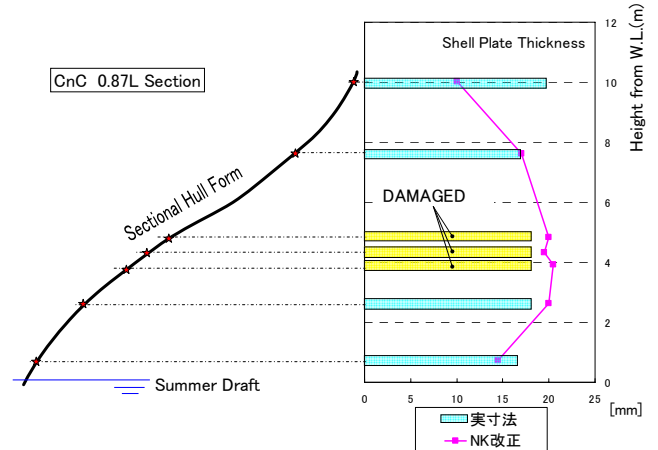 CnC 0.87L Section
Shell Plate Thickness
Sectional Hull Form
DAMAGED
Summer Draft
12
10
8
6
4
2
0
Height from W.L.(m)
0
5
10
15
20
25
[mm]
実寸法
NK改正